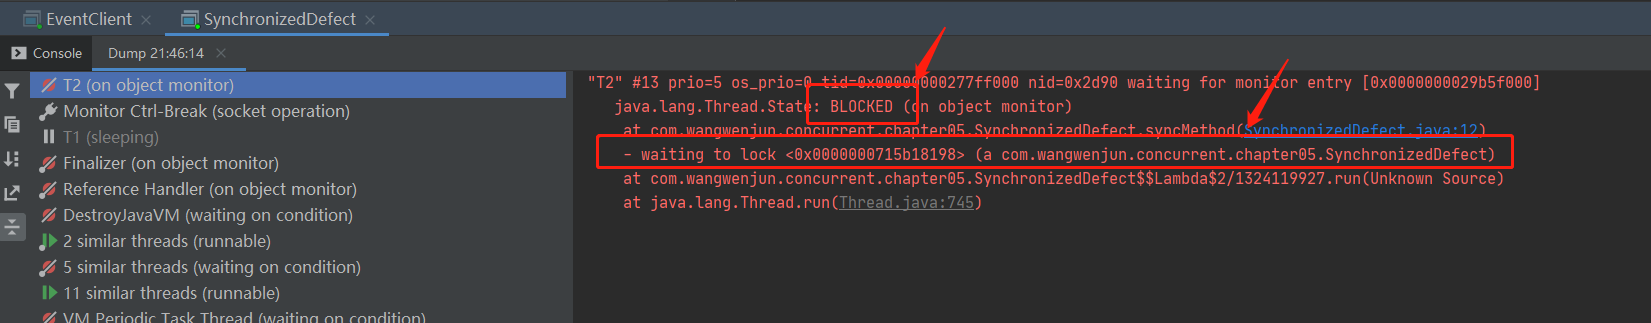 EventClient
SynchronizedDefect
Console
Dump 21:46:14
T2 (on object monitor)
Monitor Ctrl-Break (socket operation)
T1 (sleeping)
Finalizer (on object monitor)
Reference Handler (on object monitor)
DestroyJavaVM (waiting on condition)
2 similar threads (runnable)
5 similar threads (waiting on condition)
11 similar threads (runnable)
VM Periodic Task Thread (waiting on condition)
"T2" #13 prio=5 os_prio=0 tid=0x00000000277ff000 nid=0x2d90 waiting for monitor entry [0x0000000029b5f000]
java.lang.Thread.State: BLOCKED (on object monitor)
at com.wangwenjun.concurrent.chapter05.SynchronizedDefect.syncMethod(SynchronizedDefect.java:12)
- waiting to lock <0x0000000715b18198> (a com.wangwenjun.concurrent.chapter05.SynchronizedDefect)
at com.wangwenjun.concurrent.chapter05.SynchronizedDefect$$Lambda$2/1324119927.run(Unknown Source)
at java.lang.Thread.run(Thread.java:745)